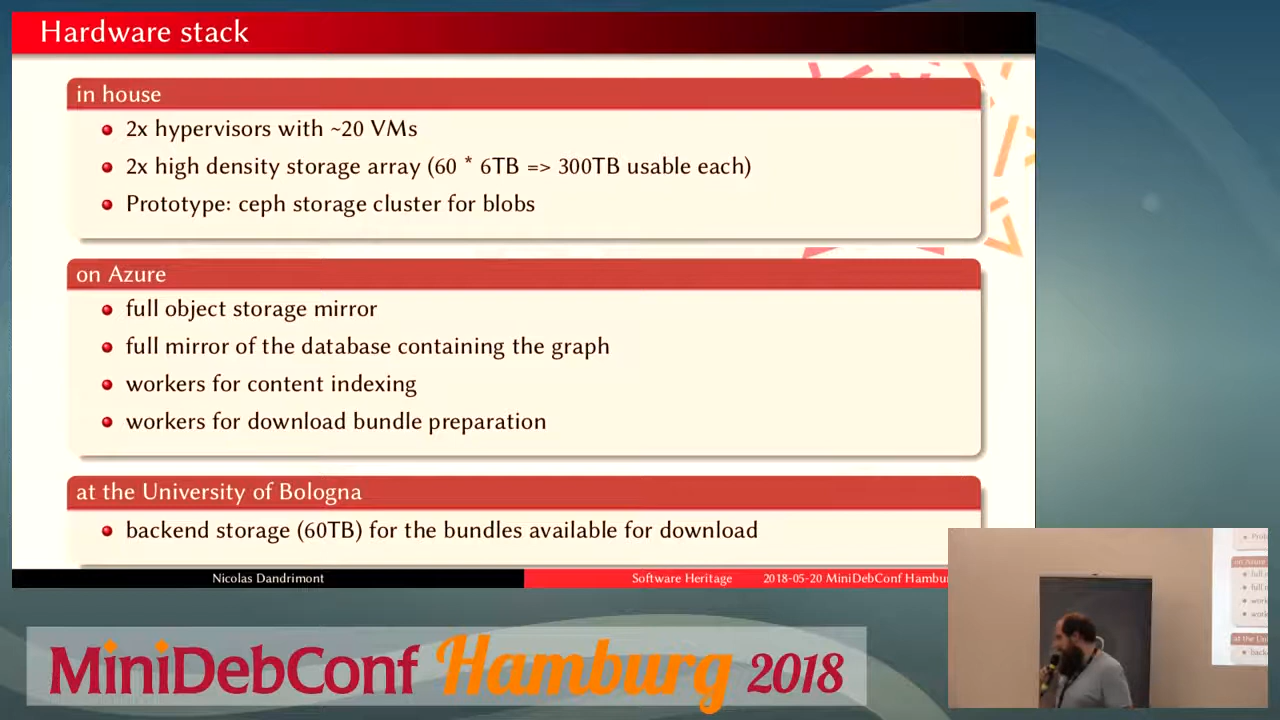 Hardware stack
in house
2x hypervisors with ~20 VMs
2x high density storage array (60 * 6TB => 300TB usable each)
Prototype: ceph storage cluster for blobs
on Azure
full object storage mirror
full mirror of the database containing the graph
workers for content indexing
workers for download bundle preparation
at the University of Bologna
backend storage (60TB) for the bundles available for download
Nicolas Dandrimont
Software Heritage
2018-05-20 MiniDebConf Hambur
MiniDebConf Hamburg 2018